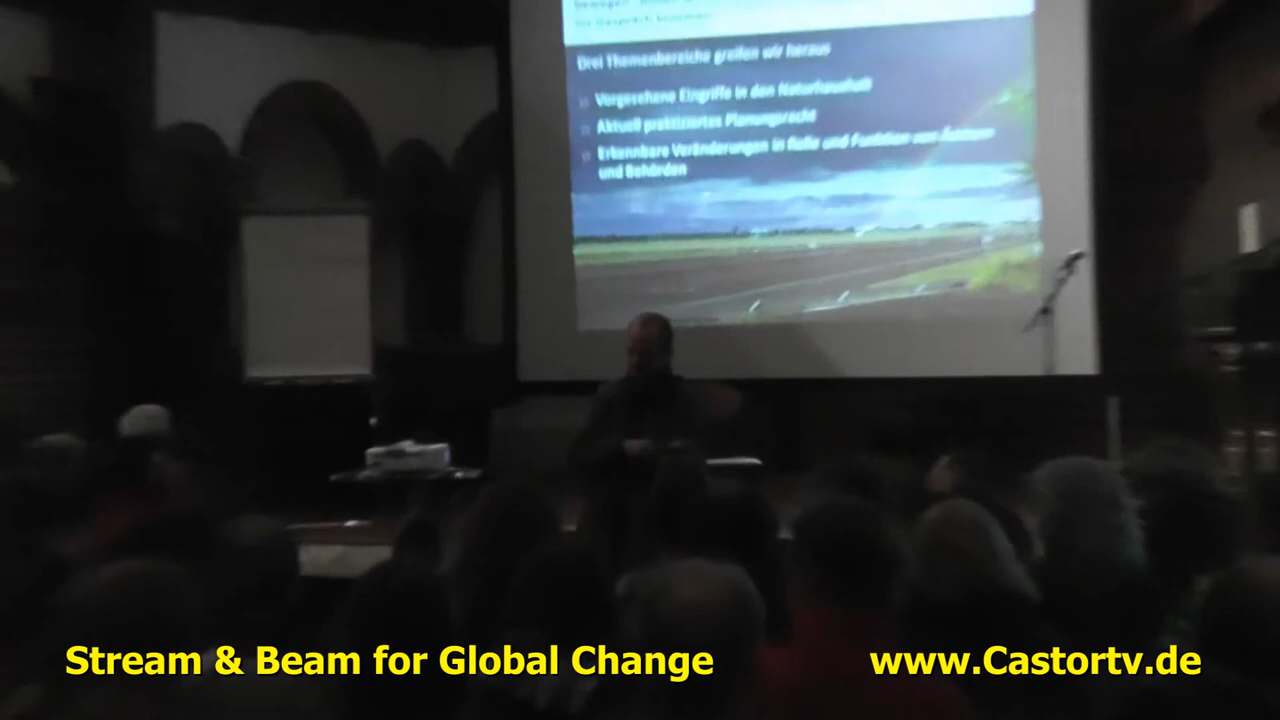 Drei Themenbereiche greifen wir heraus
Vorgesehene Eingriffe in den Naturhaushalt
Aktuell praktiziertes Planungsrecht
Erkennbare Veränderungen in Rolle und Funktion von Ämtern
und Behörden
Stream & Beam for Global Change
www.Castortv.de